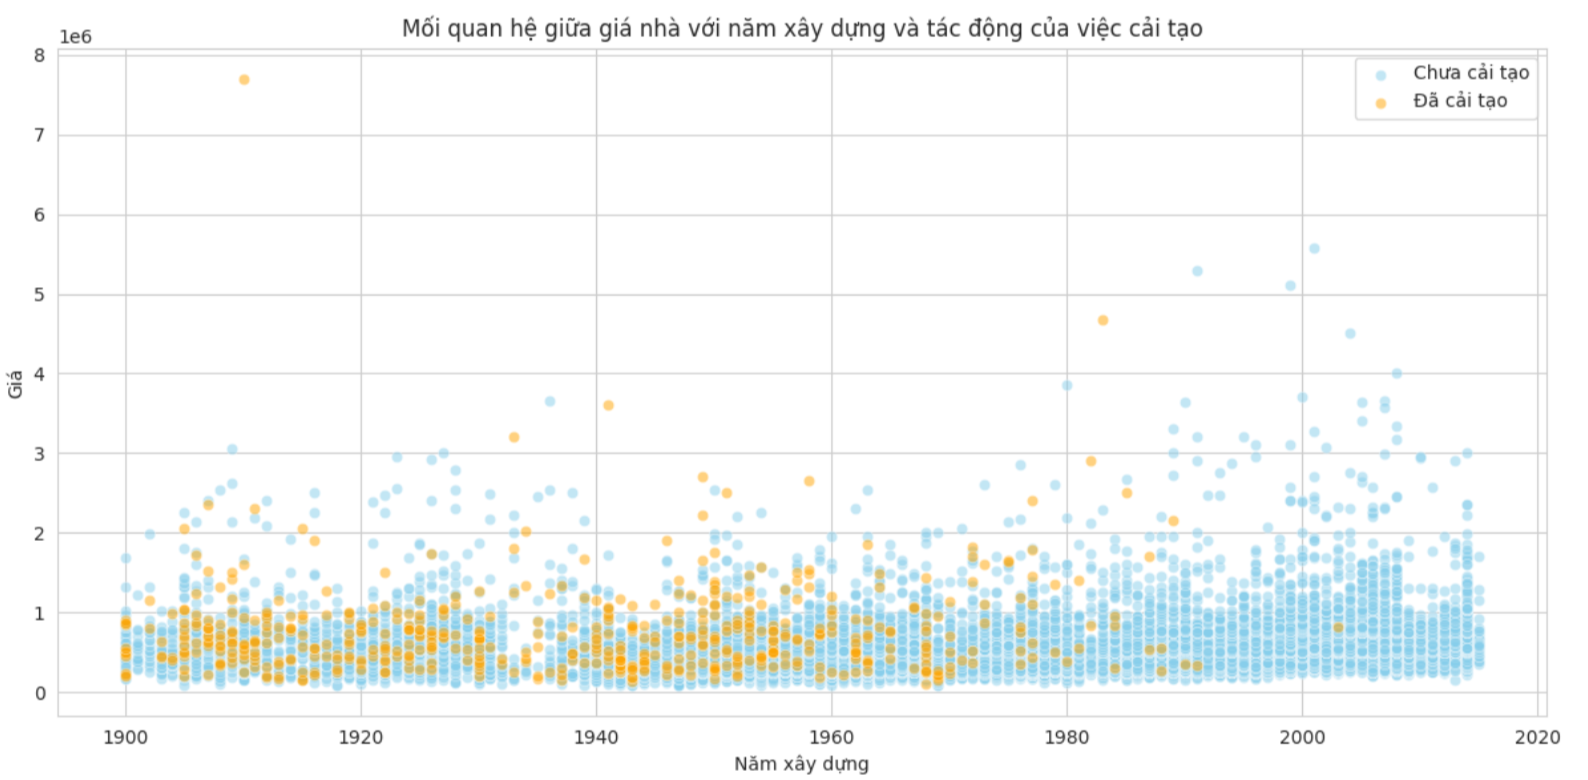 Mối quan hệ giữa giá nhà với năm xây dựng và tác động của việc cải tạo
1e6
8
7
6
5
4
3
2
1
0
Giá
Chưa cải tạo
Đã cải tạo
1900 1920 1940 1960 1980 2000 2020
Năm xây dựng